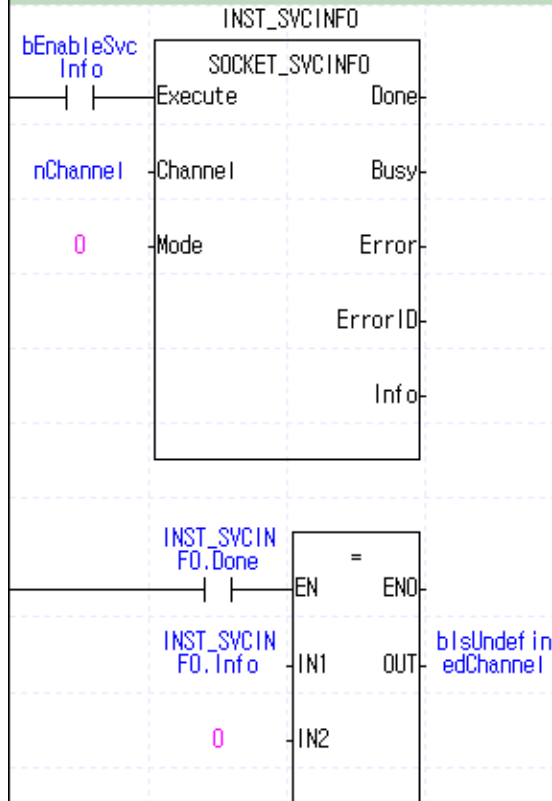 INST_SVCINFO
bEnableSvc
Info
SOCKET_SVCINFO
Execute Done
nChannel Channel Busy
0 Mode Error
ErrorID
Info
INST_SVCIN
FO.Done
=
EN ENO
INST_SVCIN
FO.Info IN1 OUT bIsUndefin
edChannel
0 IN2